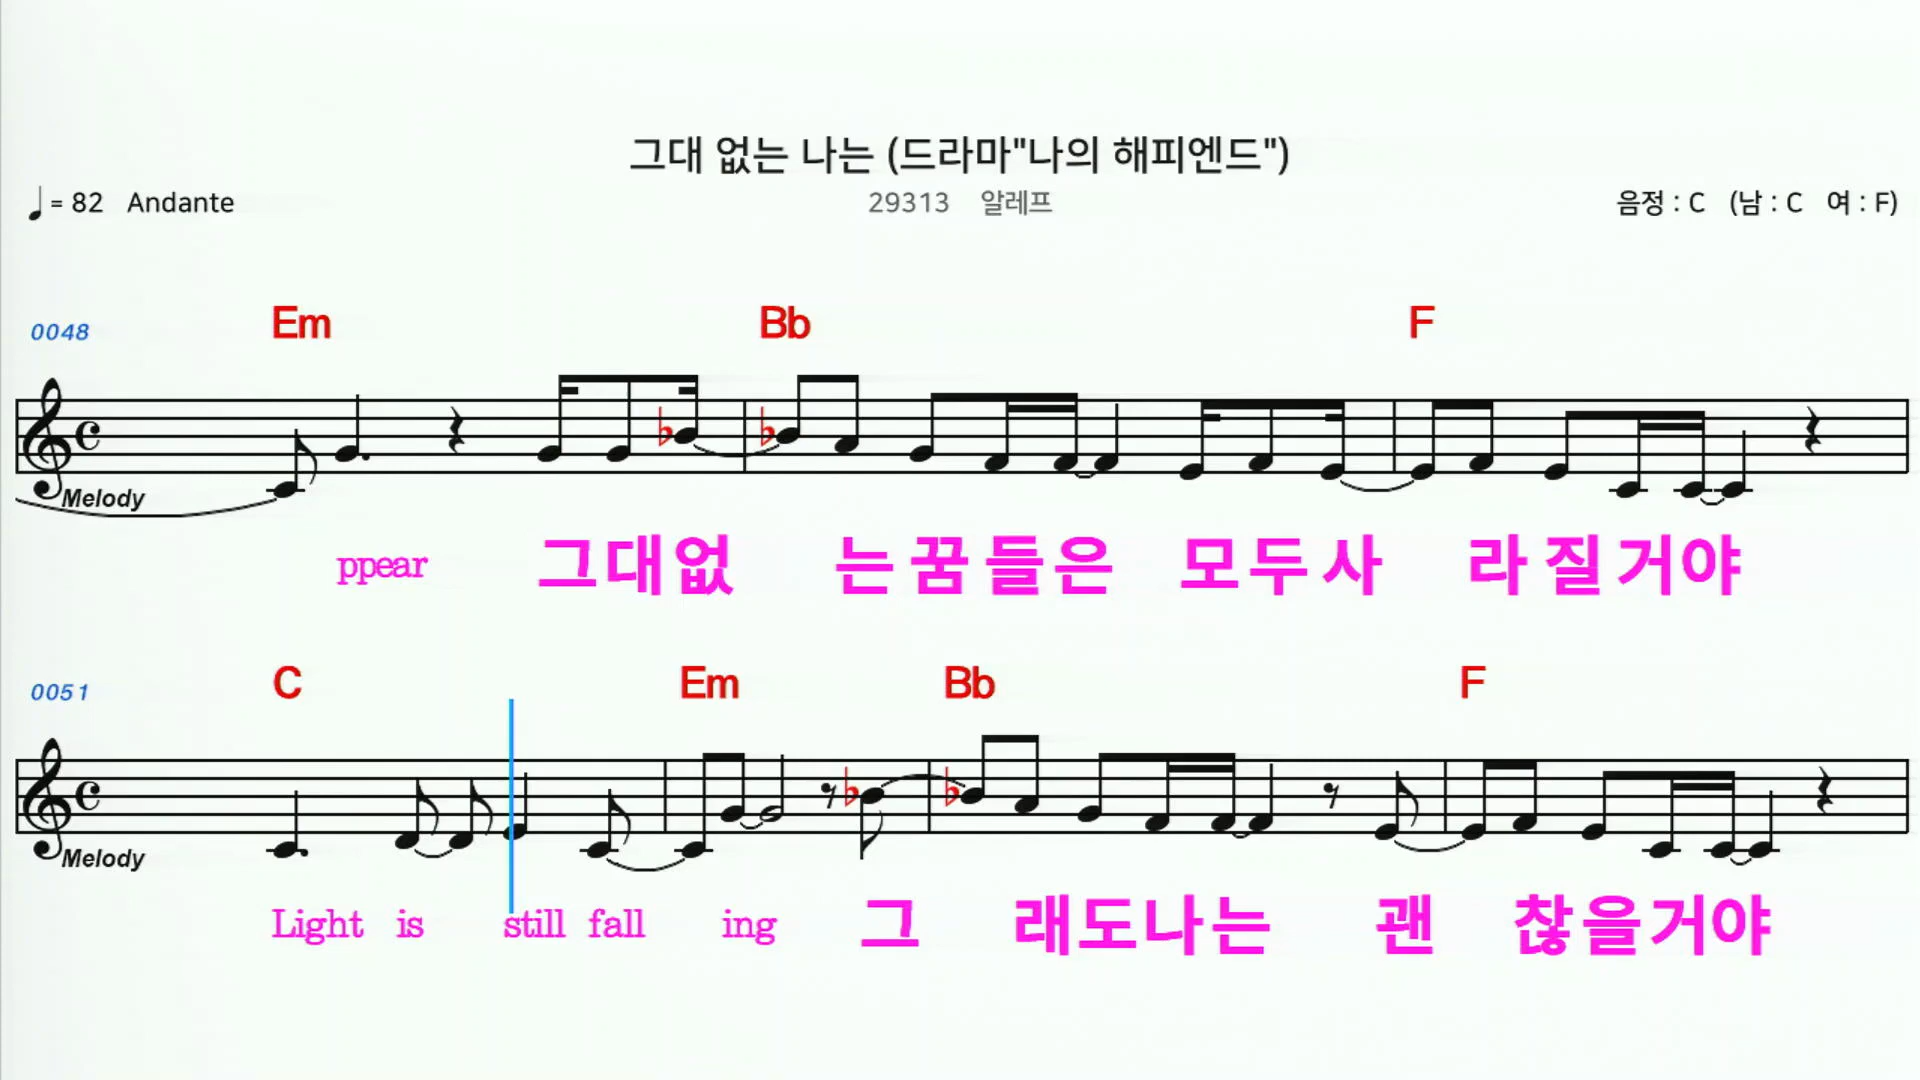 그대 없는 나는 (드라마"나의 해피엔드")
♩= 82 Andante 29313 알레프 음정 : C (남 : C 여 : F)
0048 Em Bb F
Melody
ppear 그대없 는꿈들은 모두사 라질거야
0051 C Em Bb F
Melody
Light is still fall ing 그 래도나는 괜 찮을거야